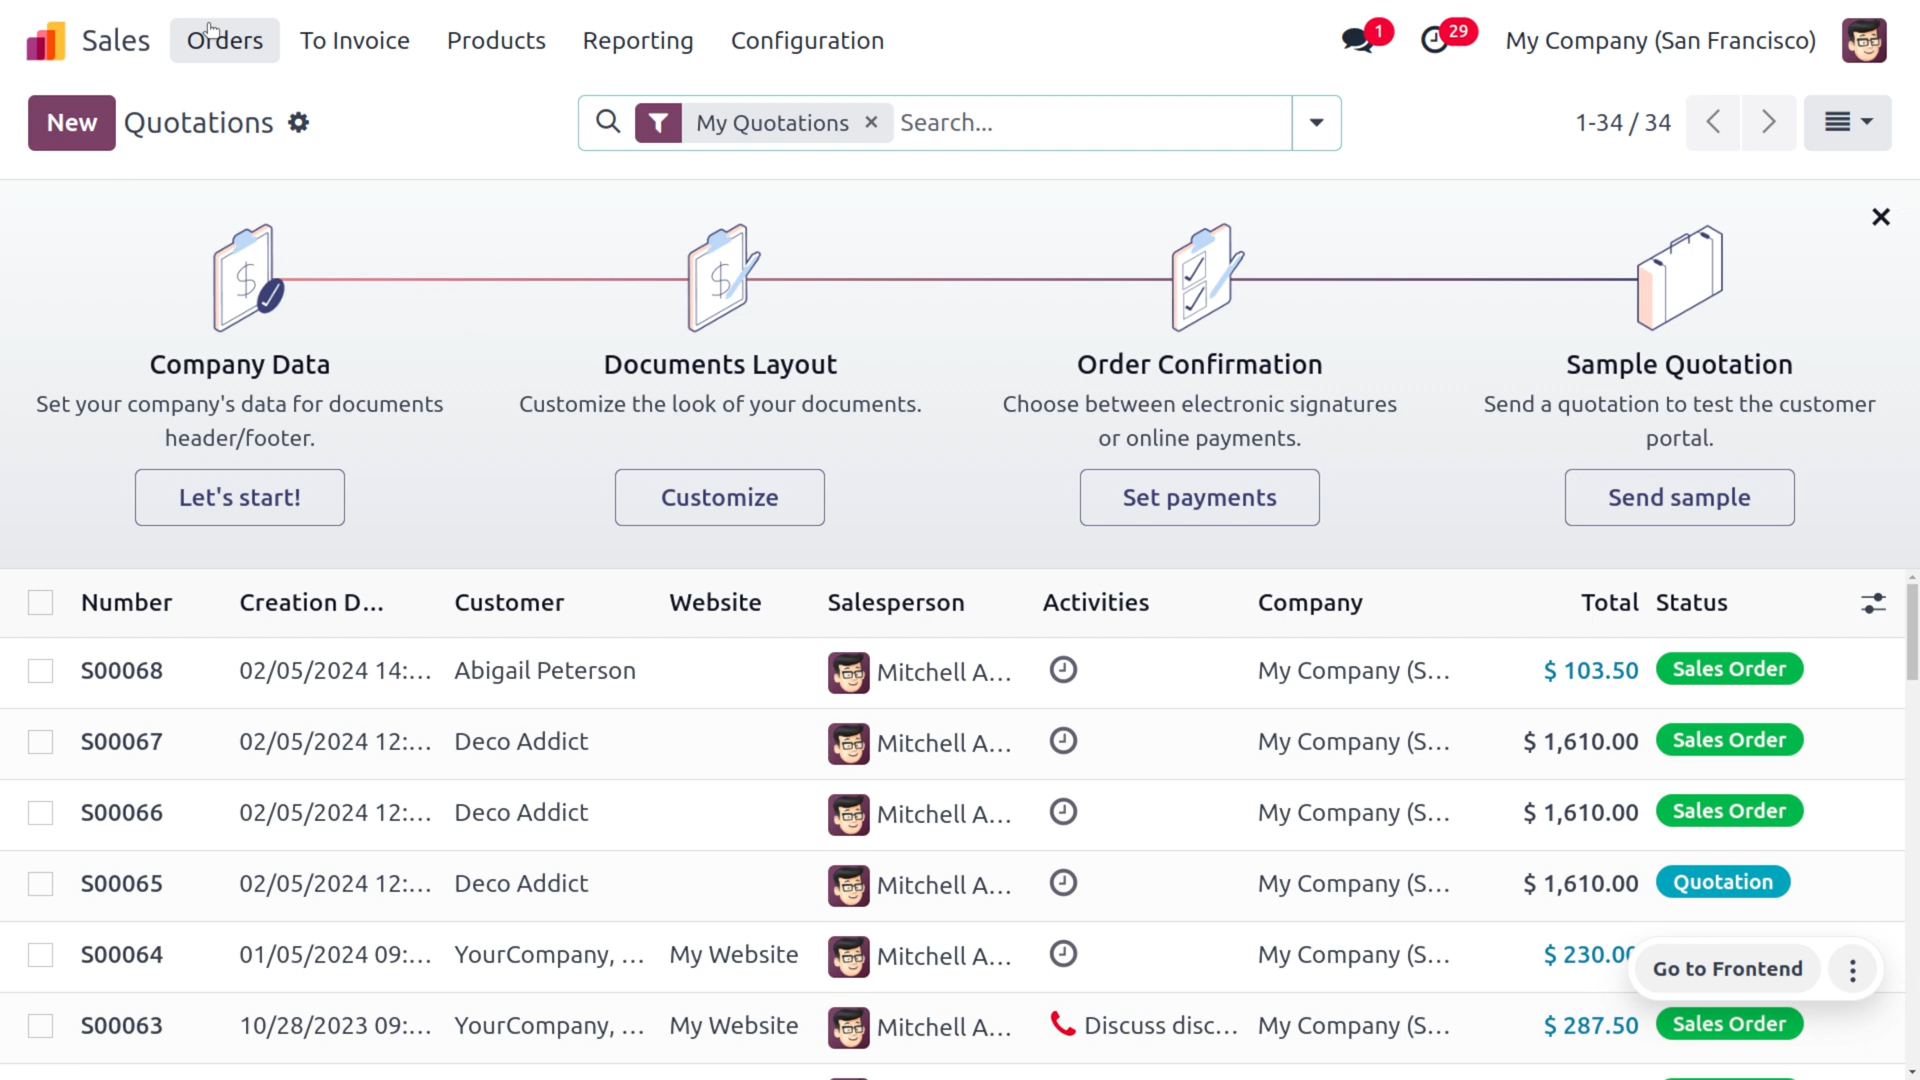 Sales Orders To Invoice Products Reporting Configuration 1 29 My Company (San Francisco)
New Quotations My Quotations × Search... 1-34 / 34
Company Data Documents Layout Order Confirmation Sample Quotation
Set your company's data for documents header/footer.
Customize the look of your documents.
Choose between electronic signatures or online payments.
Send a quotation to test the customer portal.
Let's start! Customize Set payments Send sample
Number Creation D... Customer Website Salesperson Activities Company Total Status
S00068 02/05/2024 14:... Abigail Peterson Mitchell A... My Company (S... $ 103.50 Sales Order
S00067 02/05/2024 12:... Deco Addict Mitchell A... My Company (S... $ 1,610.00 Sales Order
S00066 02/05/2024 12:... Deco Addict Mitchell A... My Company (S... $ 1,610.00 Sales Order
S00065 02/05/2024 12:... Deco Addict Mitchell A... My Company (S... $ 1,610.00 Quotation
S00064 01/05/2024 09:... YourCompany, ... My Website Mitchell A... My Company (S... $ 230.00 Go to Frontend
S00063 10/28/2023 09:... YourCompany, ... My Website Mitchell A... Discuss disc... My Company (S... $ 287.50 Sales Order